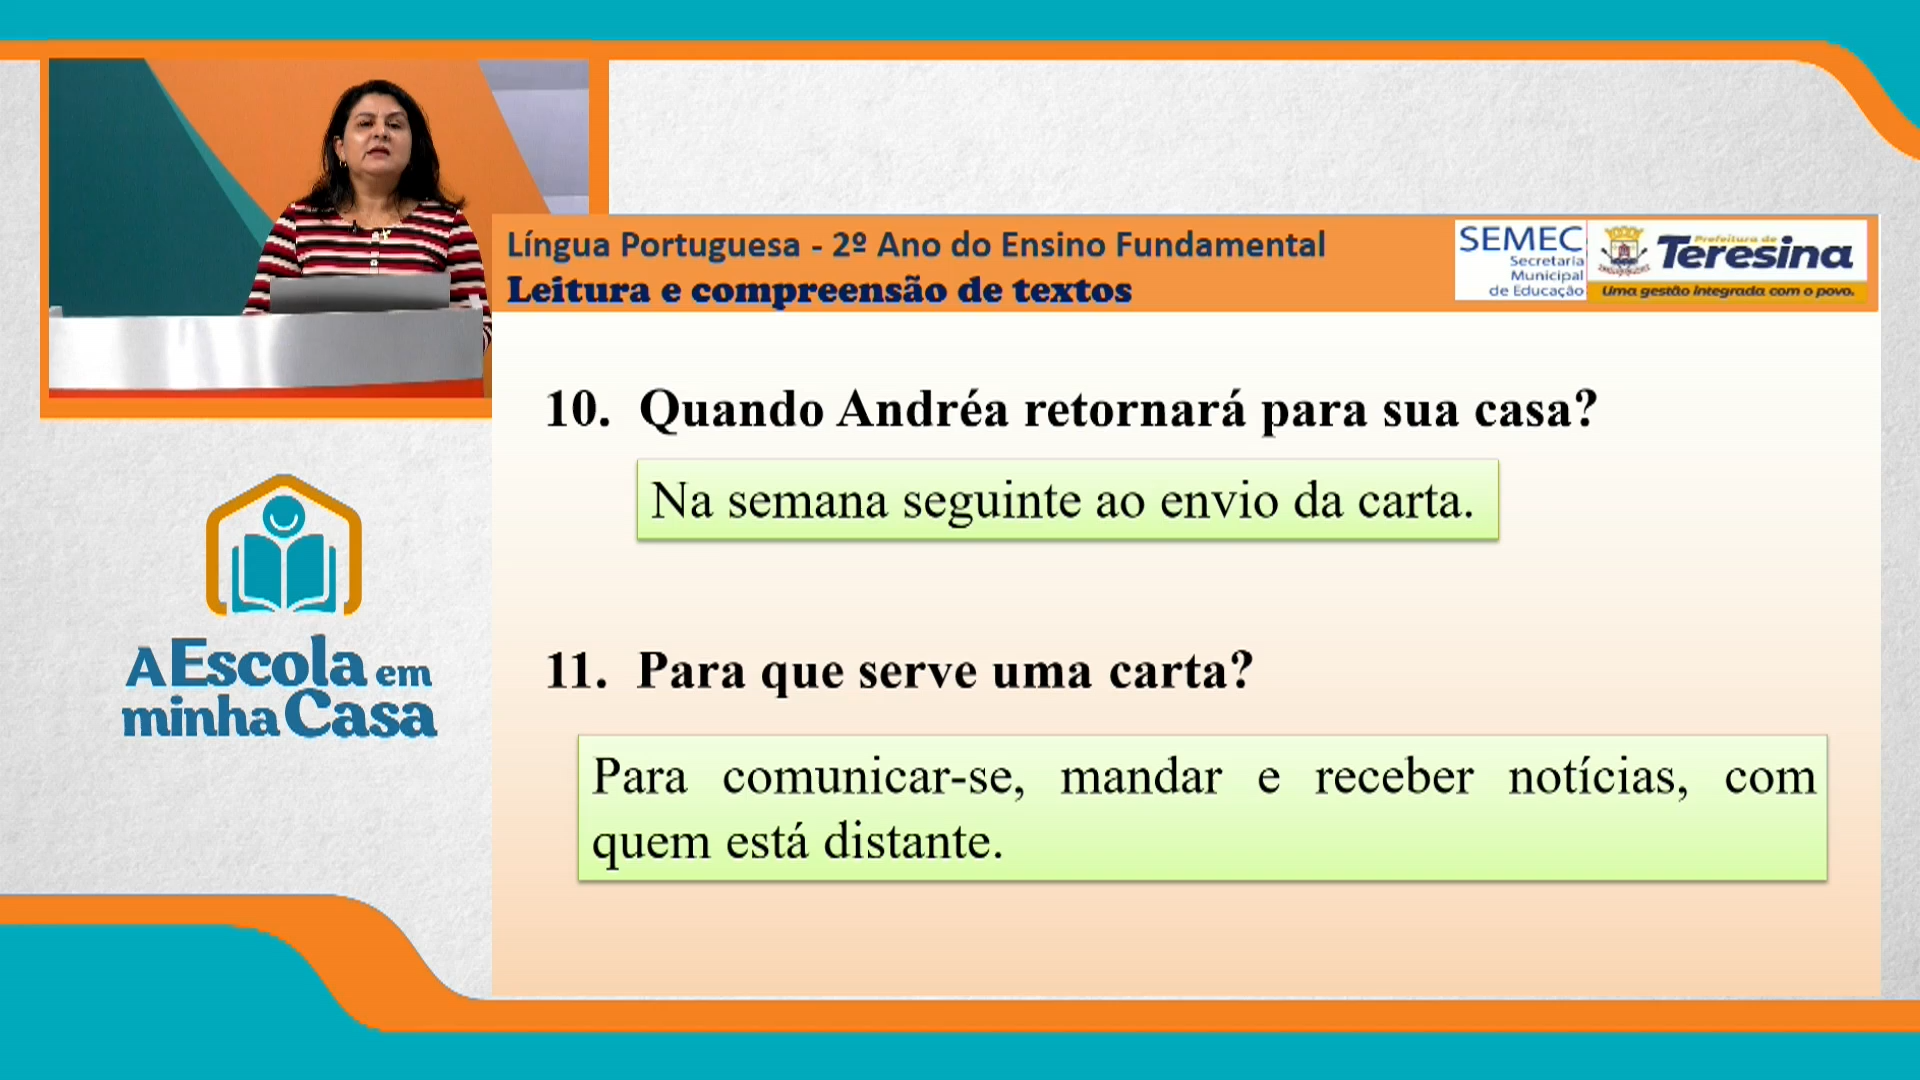 Língua Portuguesa - 2º Ano do Ensino Fundamental
Leitura e compreensão de textos
SEMEC
Secretaria
Municipal
de Educação
Prefeitura de
Teresina
Uma gestão integrada com o povo.
10. Quando Andréa retornará para sua casa?
Na semana seguinte ao envio da carta.
11. Para que serve uma carta?
Para comunicar-se, mandar e receber notícias, com
quem está distante.
A Escola em
minha Casa